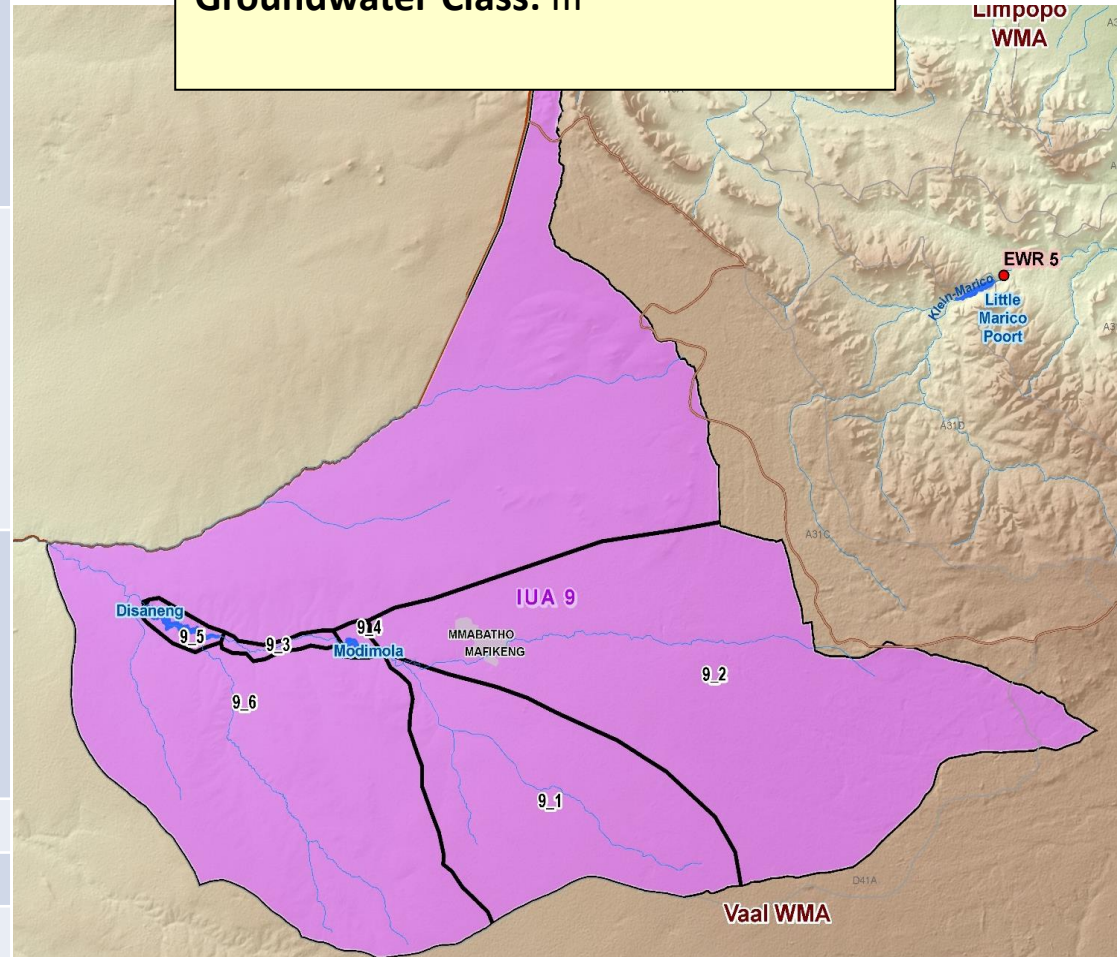 Groundwater Class:
Limpopo
WMA
EWR 5
Klein-Marico
Little
Marico
Poort
A31D
A31C
IUA 9
Disaneng
9_5
9_3
9_4
Modimola
MMABATHO
MAFIKENG
9_2
9_6
9_1
D41A
Vaal WMA